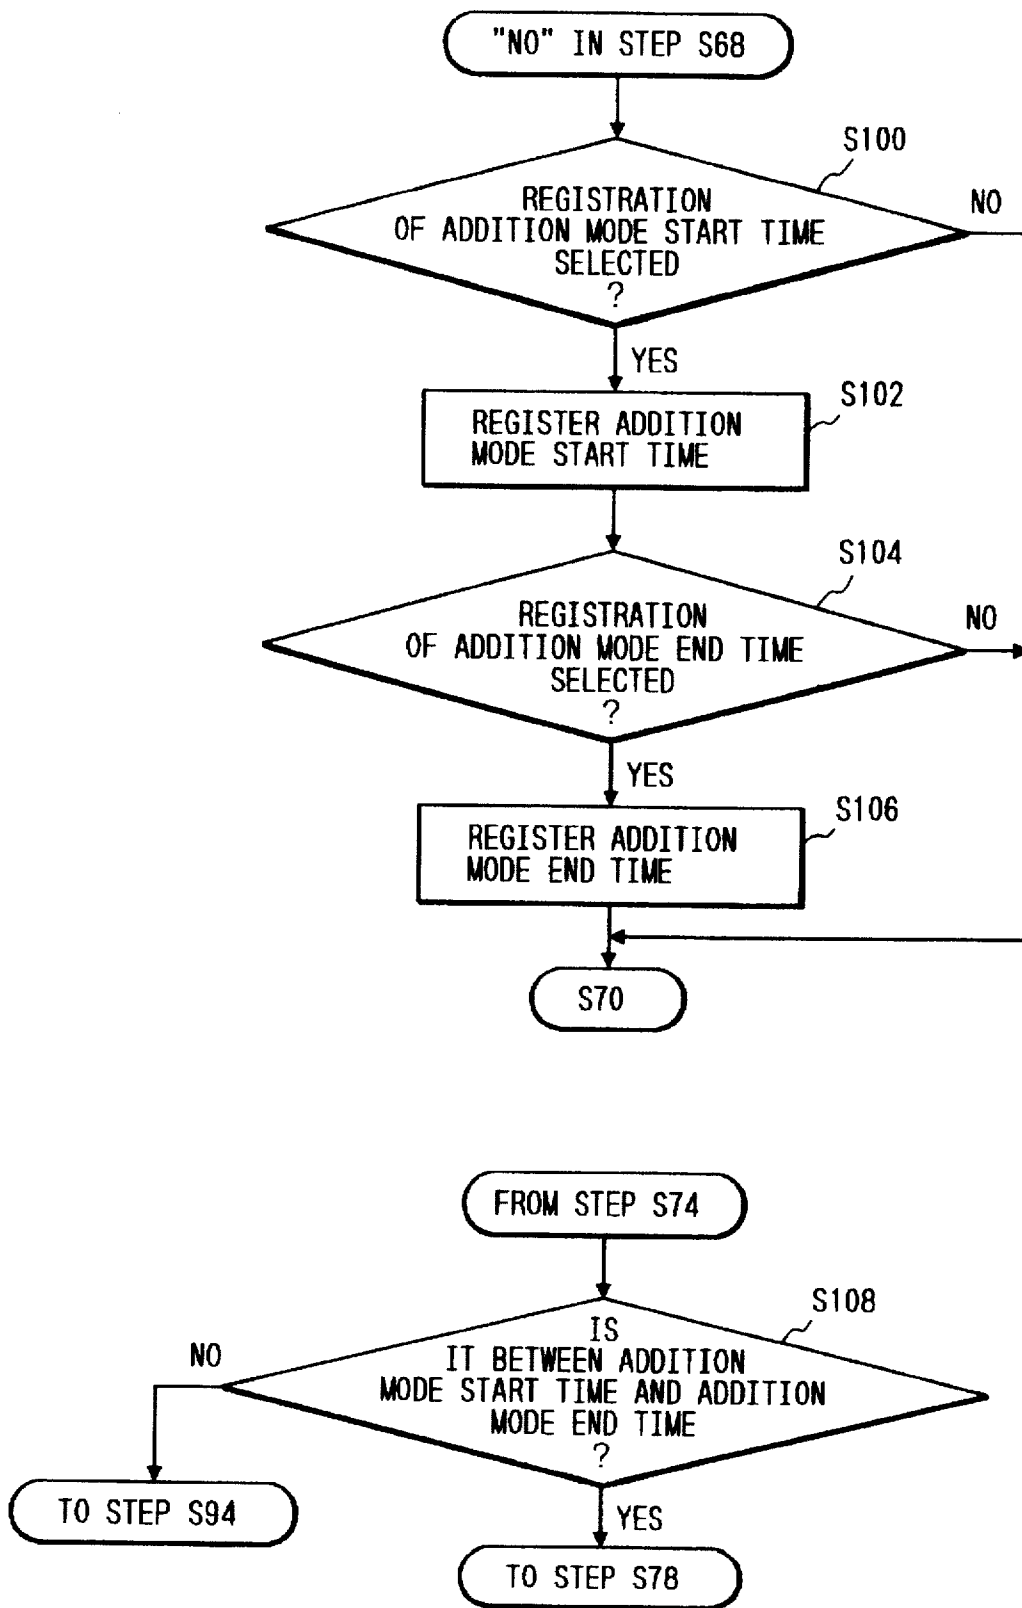 "NO" IN STEP S68
S100
REGISTRATION
OF ADDITION MODE START TIME
SELECTED
?
NO
YES
S102
REGISTER ADDITION
MODE START TIME
S104
REGISTRATION
OF ADDITION MODE END TIME
SELECTED
?
NO
YES
S106
REGISTER ADDITION
MODE END TIME
S70
FROM STEP S74
S108
IS
IT BETWEEN ADDITION
MODE START TIME AND ADDITION
MODE END TIME
?
NO
TO STEP S94
YES
TO STEP S78